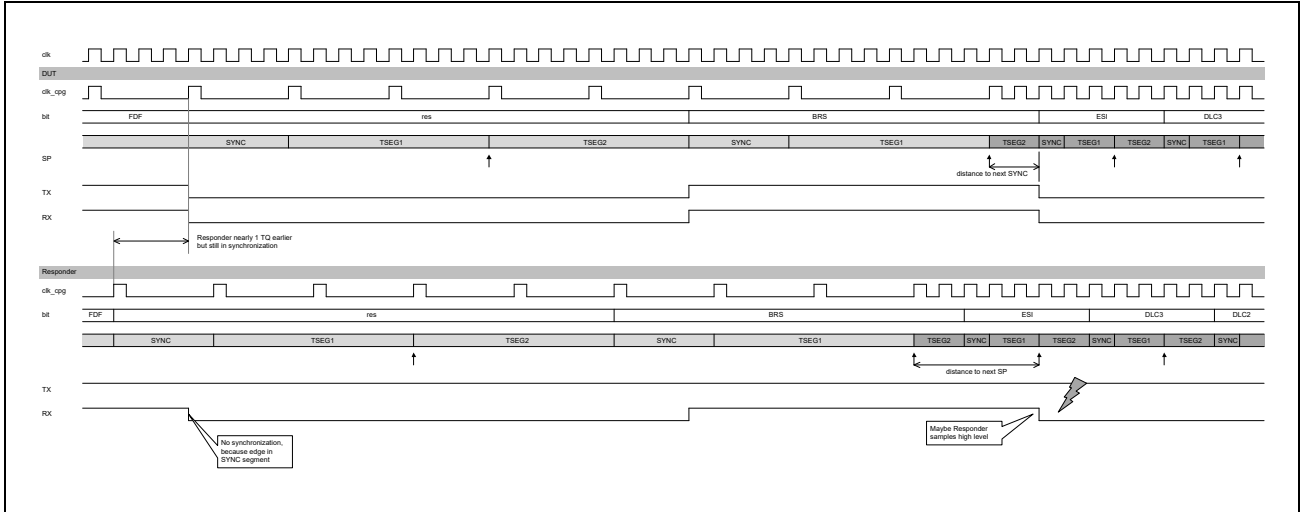 clk
DUT
clk_cpg
bit FDF res BRS ESI DLC3
SYNC TSEG1 TSEG2 SYNC TSEG1 TSEG2 SYNC TSEG1 TSEG2 SYNC TSEG1
SP
distance to next SYNC
TX
RX
Responder nearly 1 TQ earlier
but still in synchronization
Responder
clk_cpg
bit FDF res BRS ESI DLC3 DLC2
SYNC TSEG1 TSEG2 SYNC TSEG1 TSEG2 SYNC TSEG1 TSEG2 SYNC TSEG1 TSEG2 SYNC
distance to next SP
TX
RX
No synchronization,
because edge in
SYNC segment
Maybe Responder
samples high level